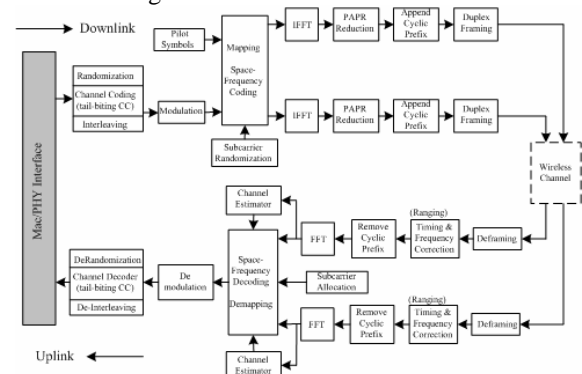 Downlink
Pilot
Symbols
Mapping
Space-
Frequency
Coding
IFFT
PAPR
Reduction
Append
Cyclic
Prefix
Duplex
Framing
Randomization
Channel Coding
(tail-biting CC)
Interleaving
Modulation
IFFT
PAPR
Reduction
Append
Cyclic
Prefix
Duplex
Framing
Subcarrier
Randomization
Mac/PHY Interface
Wireless
Channel
Channel
Estimator
FFT
Remove
Cyclic
Prefix
(Ranging)
Timing &
Frequency
Correction
Deframing
DeRandomization
Channel Decoder
(tail-biting CC)
De-Interleaving
De
modulation
Space-
Frequency
Decoding
Demapping
Subcarrier
Allocation
FFT
Remove
Cyclic
Prefix
(Ranging)
Timing &
Frequency
Correction
Deframing
Uplink
Channel
Estimator